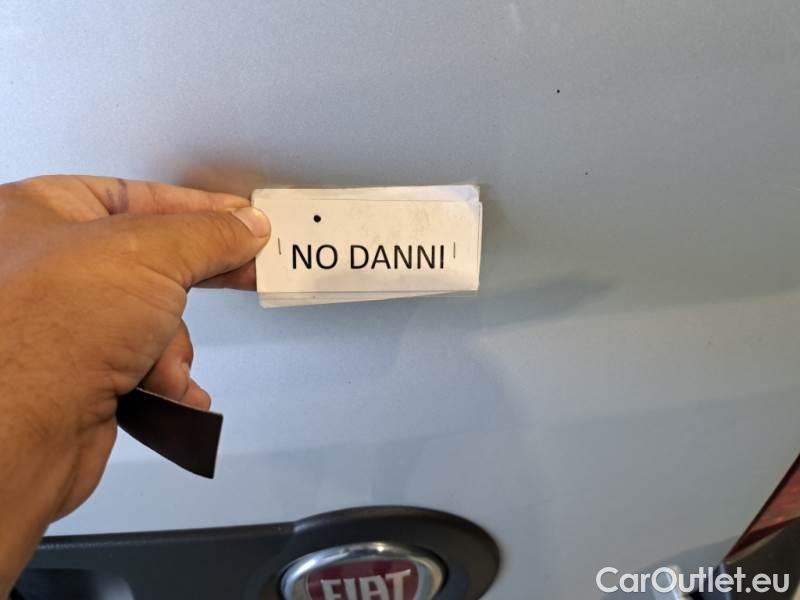 NO DANNI
FIAT
CarOutlet.eu